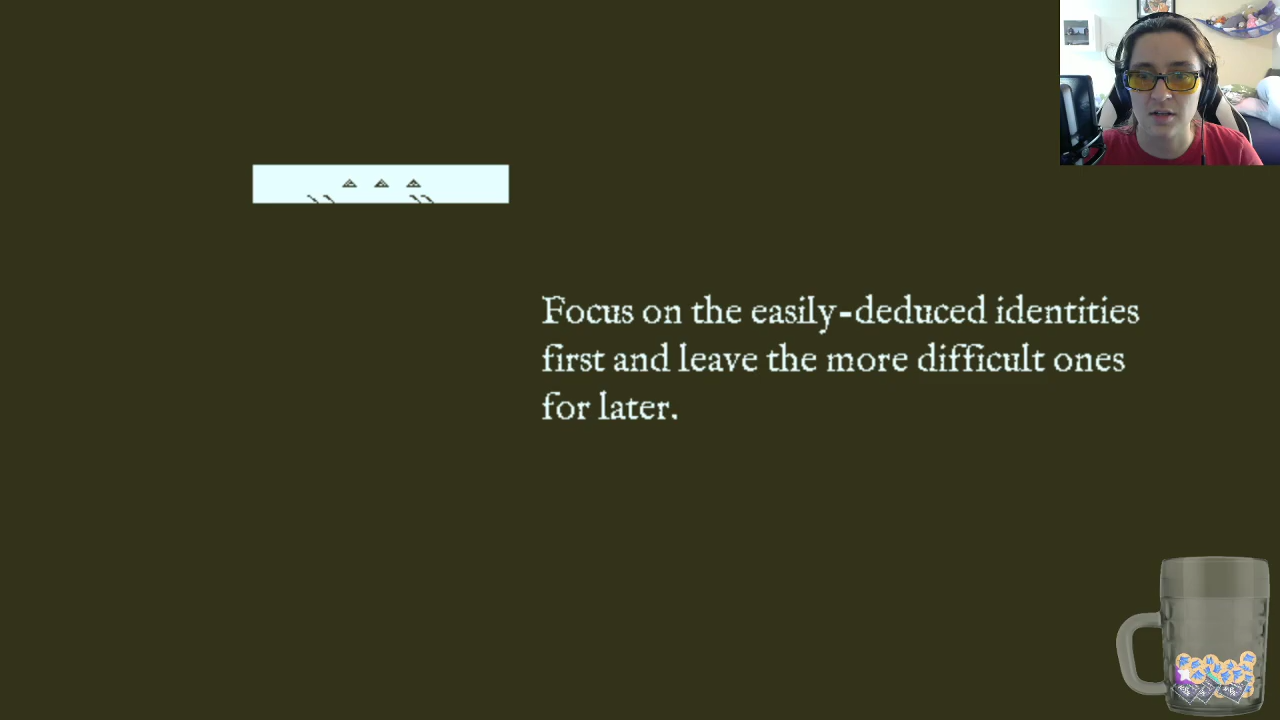 Focus on the easily-deduced identities
first and leave the more difficult ones
for later.